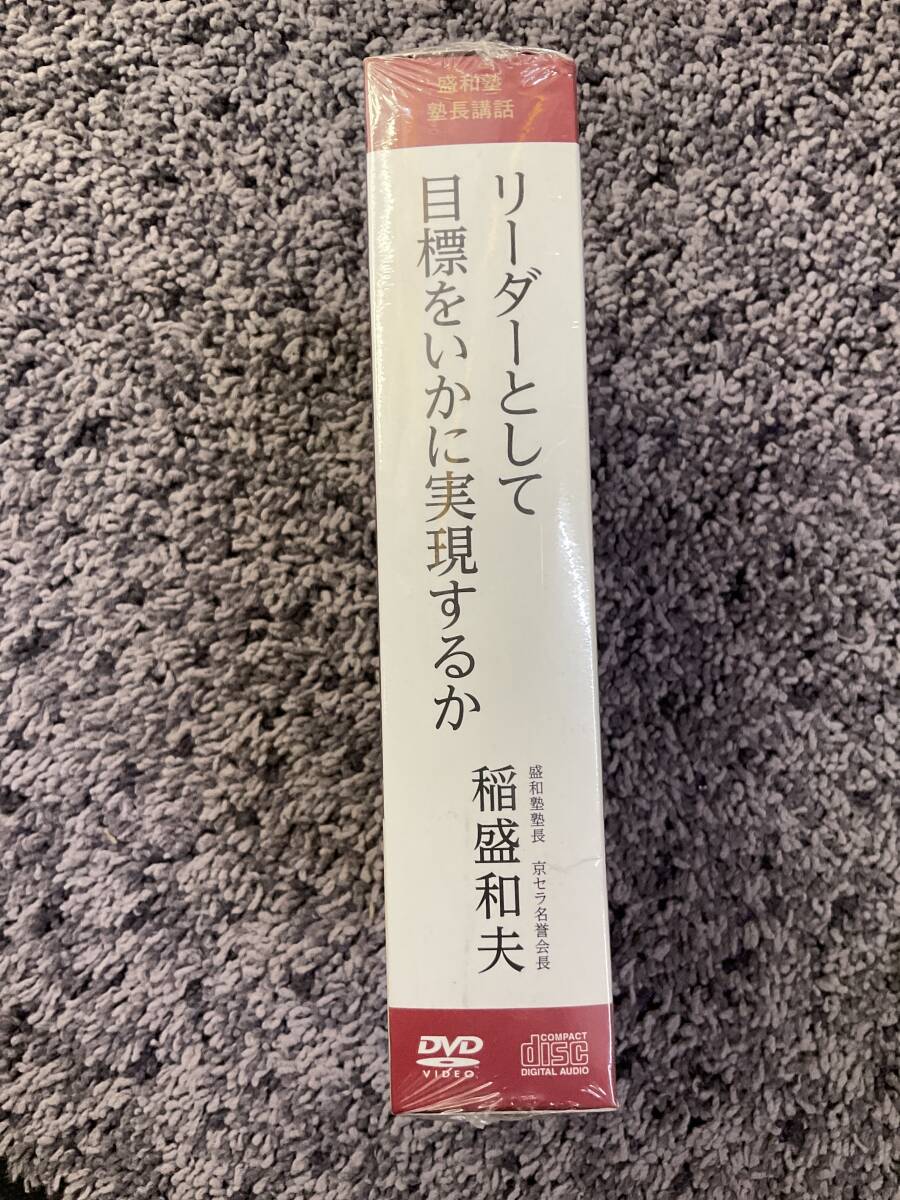 盛和塾
塾長講話
リーダーとして
目標をいかに実現するか
盛和塾塾長 京セラ名誉会長
稲盛和夫
DVD
VIDEO
COMPACT
disc
DIGITAL AUDIO